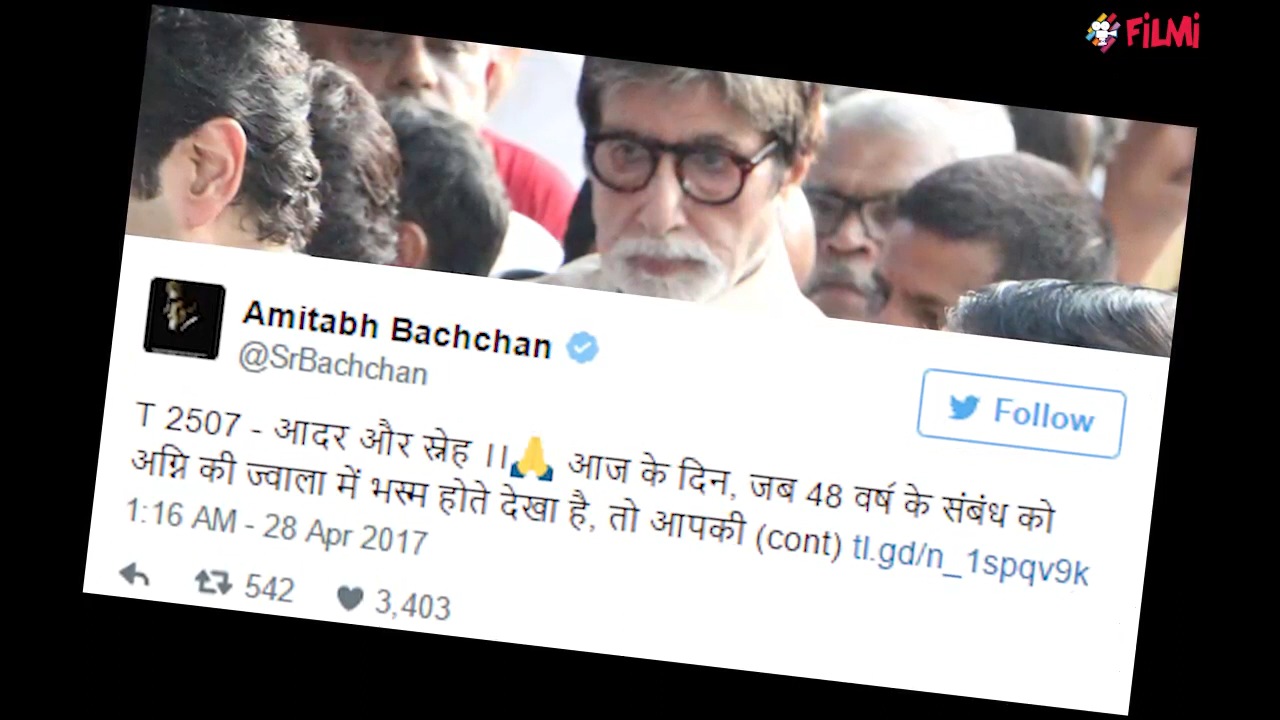 FiLMi
Amitabh Bachchan
@SrBachchan
Follow
T 2507 - आदर और स्नेह ।।🙏 आज के दिन, जब 48 वर्ष के संबंध को
अग्नि की ज्वाला में भस्म होते देखा है, तो आपकी (cont) tl.gd/n_1spqv9k
1:16 AM - 28 Apr 2017
542 3,403